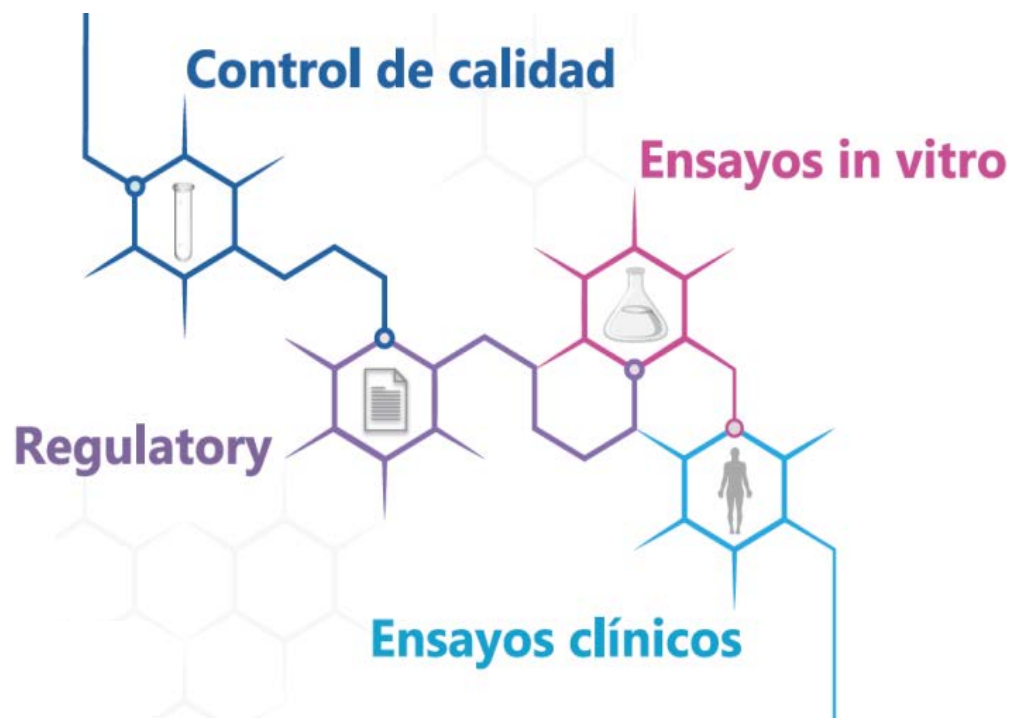 Control de calidad
Ensayos in vitro
Regulatory
Ensayos clínicos